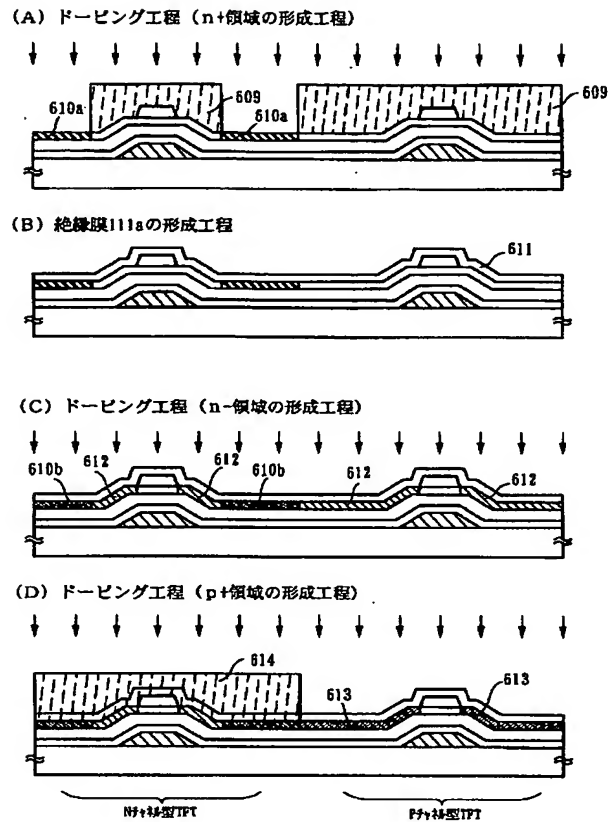 (A) ドーピング工程 (n+領域の形成工程)
609
609
610a
610a
(B) 絶縁膜111aの形成工程
611
(C) ドーピング工程 (n-領域の形成工程)
610b
612
612
610b
612
612
(D) ドーピング工程 (p+領域の形成工程)
614
613
613
Nチャネル型TFT
Pチャネル型TFT